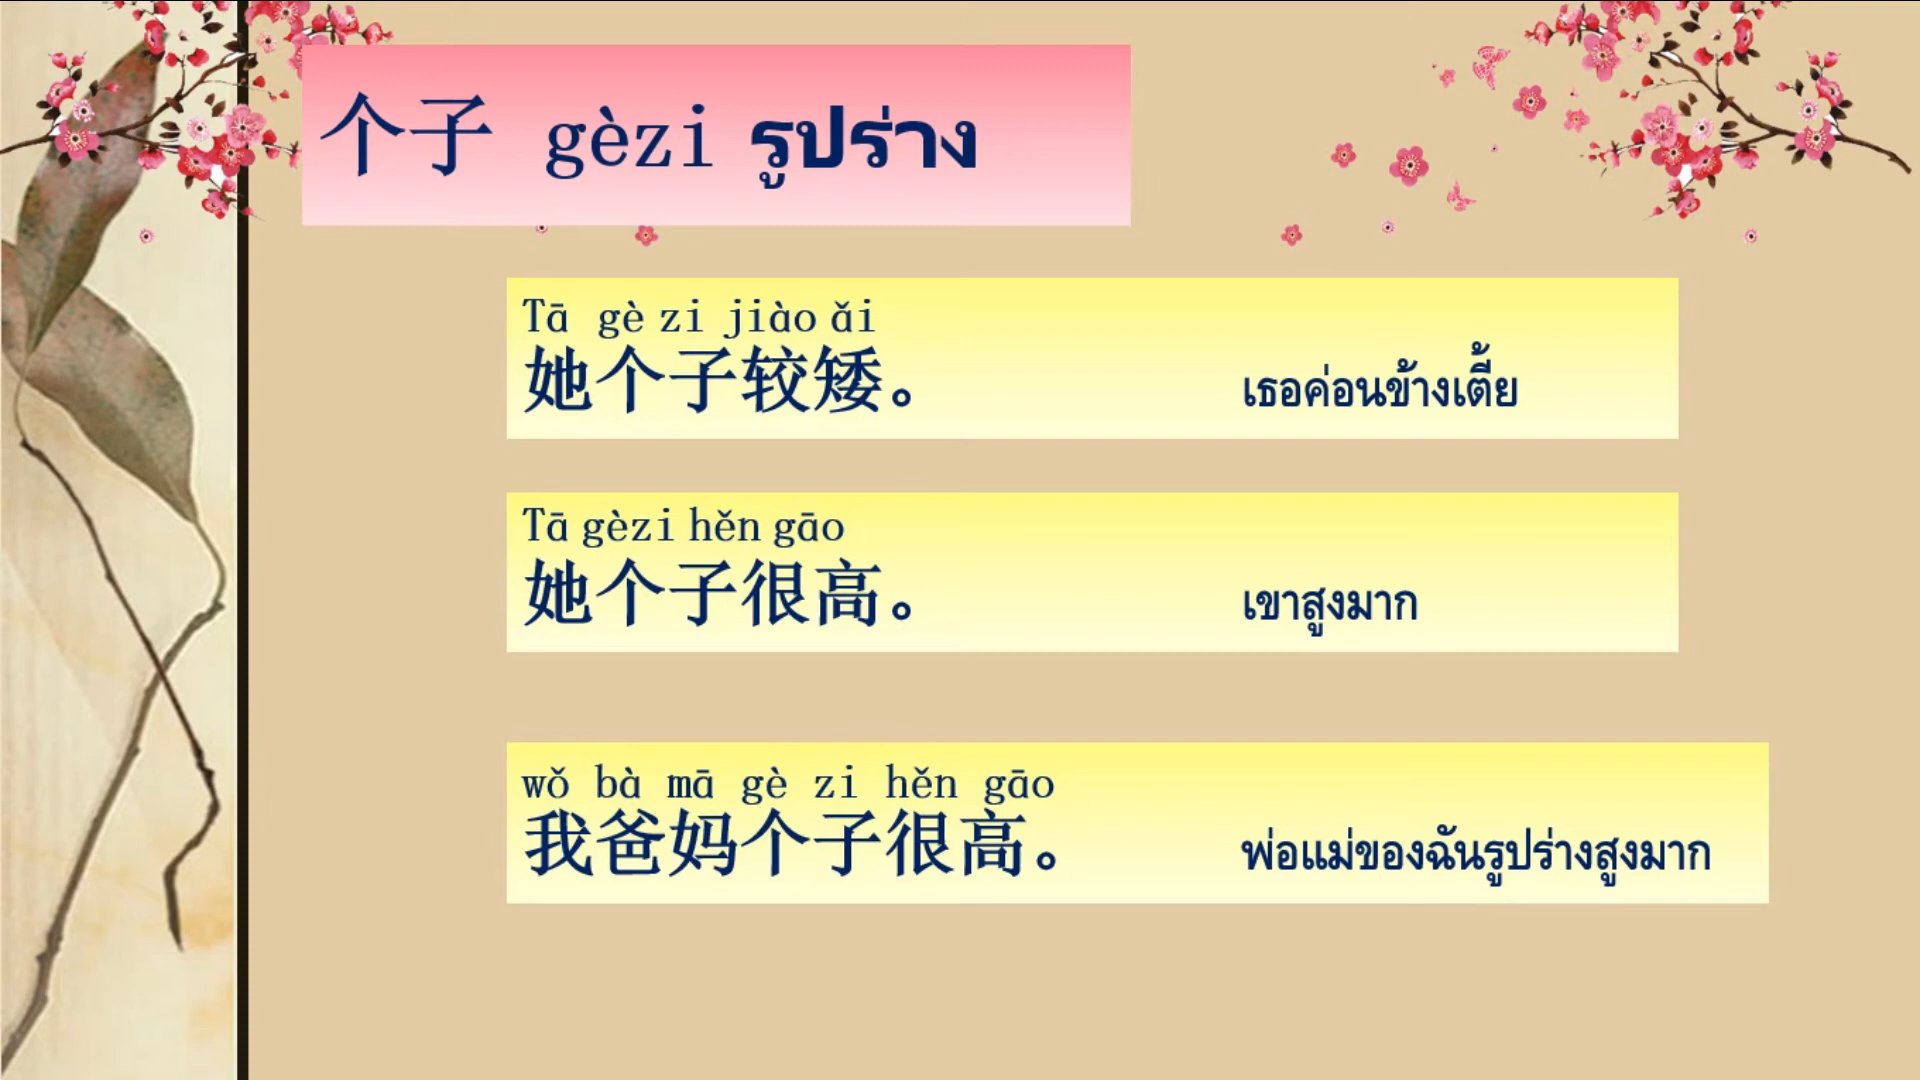 个子 gèzi รูปร่าง
Tā gè zi jiào ǎi
她个子较矮。 เธอค่อนข้างเตี้ย
Tā gèzi hěn gāo
她个子很高。 เขาสูงมาก
wǒ bà mā gè zi hěn gāo
我爸妈个子很高。 พ่อแม่ของฉันรูปร่างสูงมาก